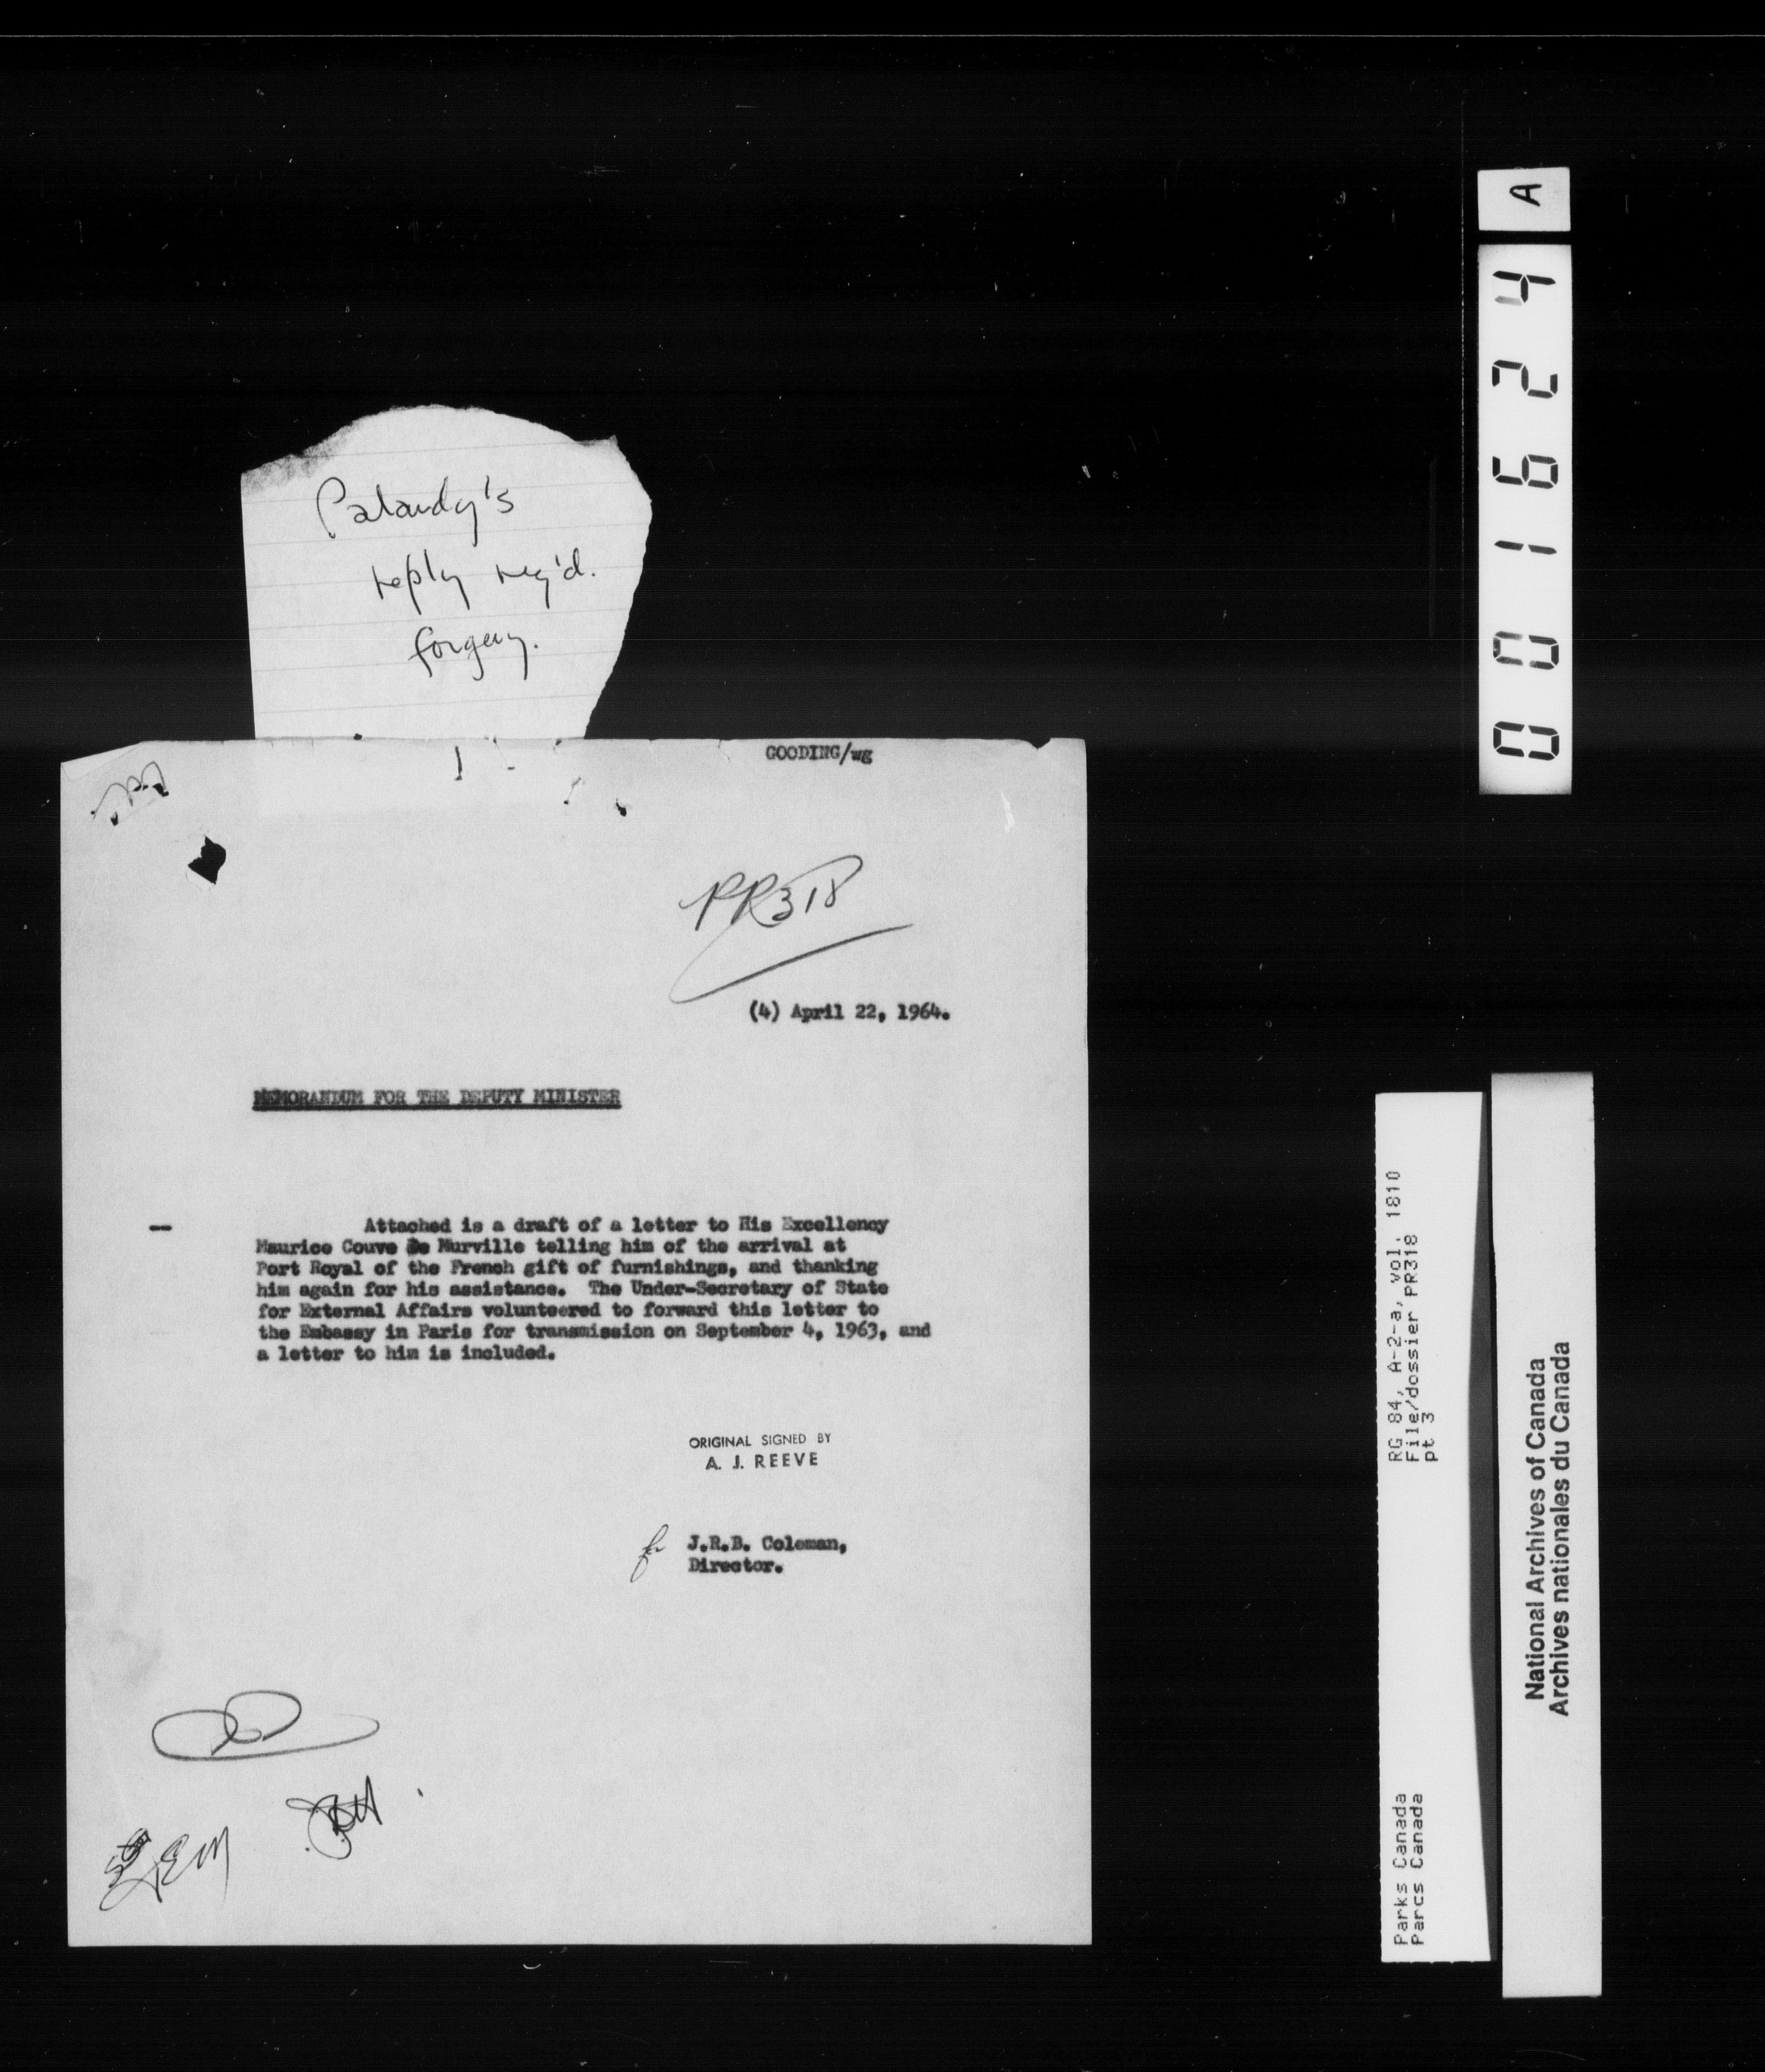 reply
forgery.
GOODING/wg
PR318
(4) April 22, 1964.
MEMORANDUM FOR THE DEPUTY MINISTER
Attached is a draft of a letter to His Excellency
Maurice Couve de Murville telling him of the arrival at
Port Royal of the French gift of furnishings, and thanking
him again for his assistance. The Under-Secretary of State
for External Affairs volunteered to forward this letter to
the Embassy in Paris for transmission on September 4, 1963, and
a letter to him is included.
ORIGINAL SIGNED BY
A. J. REEVE
for J.R.B. Coleman,
Director.
A
001624
RG 84, A-2-a, vol. 1810
File/dossier PR318
pt 3
Parks Canada
Parcs Canada
National Archives of Canada
Archives nationales du Canada